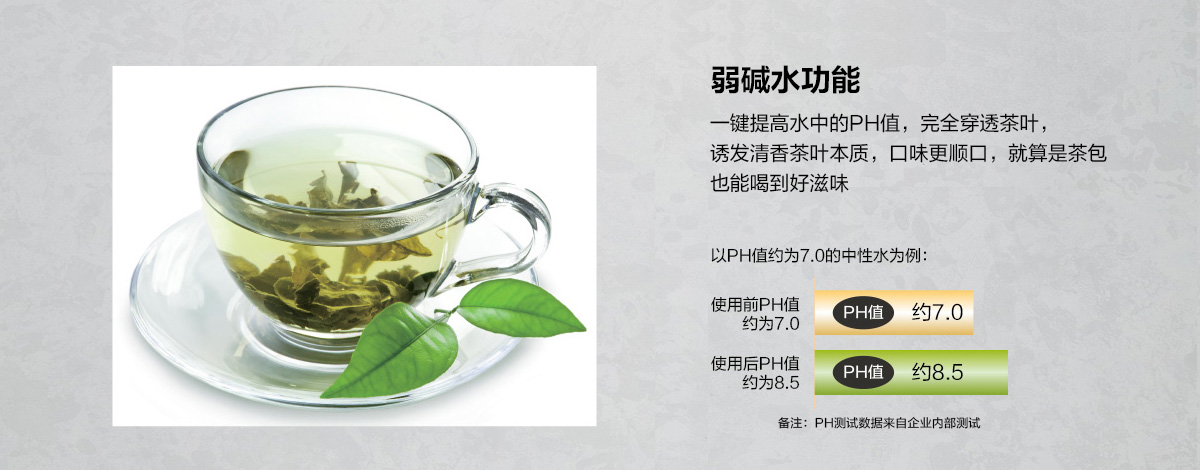 弱碱水功能
一键提高水中的PH值，完全穿透茶叶，
诱发清香茶叶本质，口味更顺口，就算是茶包
也能喝到好滋味
以PH值约为7.0的中性水为例：
使用前PH值
约为7.0
PH值 约7.0
使用后PH值
约为8.5
PH值 约8.5
备注：PH测试数据来自企业内部测试